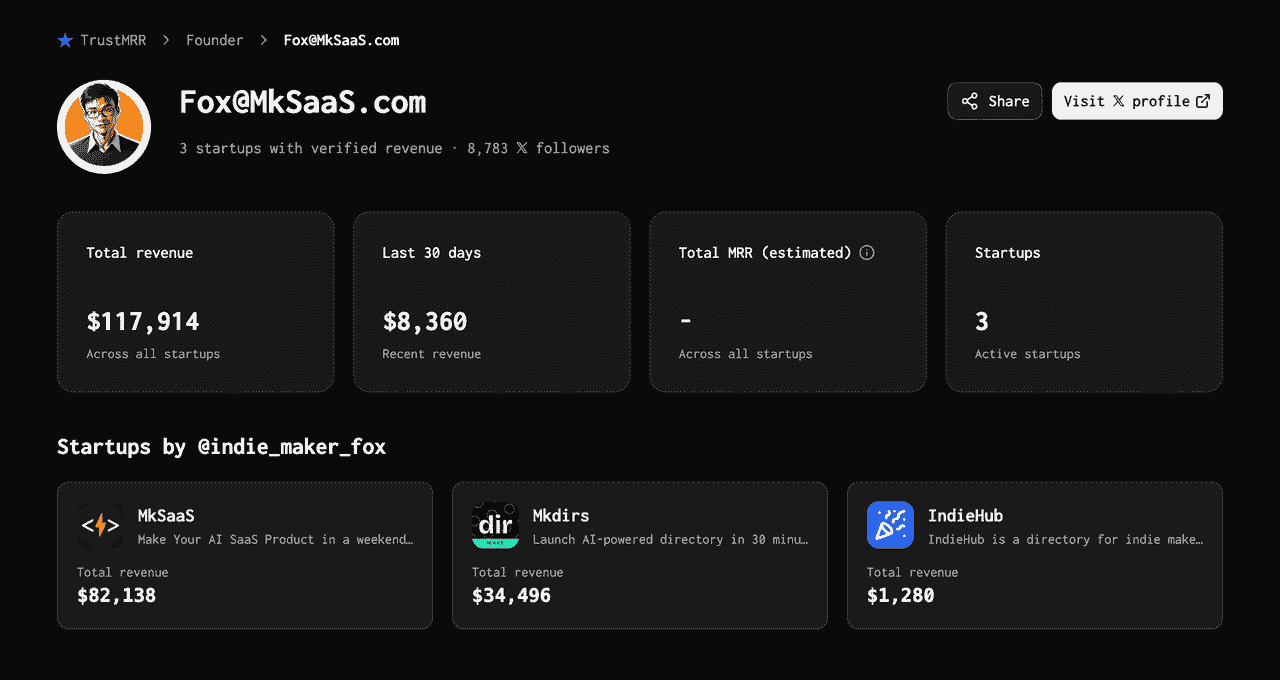 TrustMRR > Founder > Fox@MkSaaS.com
Fox@MkSaaS.com
3 startups with verified revenue · 8,783 𝕏 followers
Share
Visit 𝕏 profile
Total revenue
$117,914
Across all startups
Last 30 days
$8,360
Recent revenue
Total MRR (estimated)
-
Across all startups
Startups
3
Active startups
Startups by @indie_maker_fox
</>
MkSaaS
Make Your AI SaaS Product in a weekend…
Total revenue
$82,138
dir
MAKE
Mkdirs
Launch AI-powered directory in 30 minu…
Total revenue
$34,496
IndieHub
IndieHub is a directory for indie make…
Total revenue
$1,280